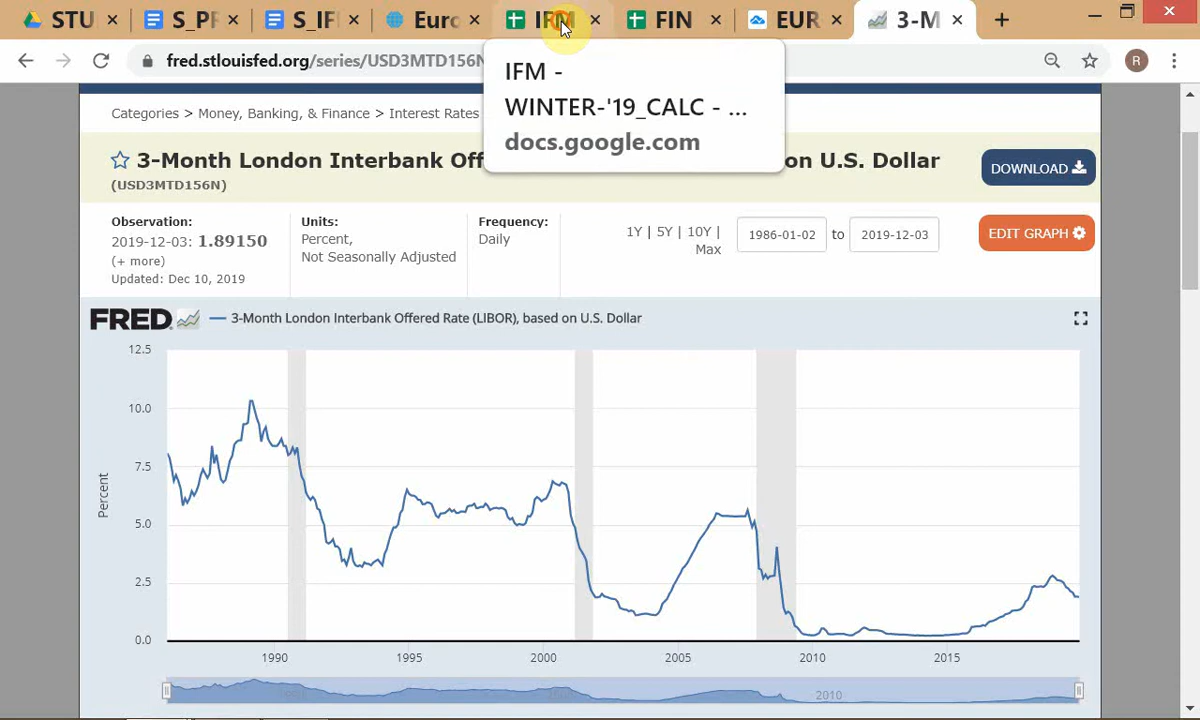 STU
S_PF
S_IFI
Euro
IFM
FIN
EUR
3-M
fred.stlouisfed.org/series/USD3MTD156N
R
IFM -
WINTER-'19_CALC - ...
docs.google.com
Categories > Money, Banking, & Finance > Interest Rates
3-Month London Interbank Off
on U.S. Dollar
(USD3MTD156N)
DOWNLOAD
Observation:
2019-12-03: 1.89150
(+ more)
Updated: Dec 10, 2019
Units:
Percent,
Not Seasonally Adjusted
Frequency:
Daily
1Y | 5Y | 10Y |
Max
1986-01-02 to 2019-12-03
EDIT GRAPH
FRED
3-Month London Interbank Offered Rate (LIBOR), based on U.S. Dollar
12.5
10.0
7.5
5.0
2.5
0.0
Percent
1990 1995 2000 2005 2010 2015
2010